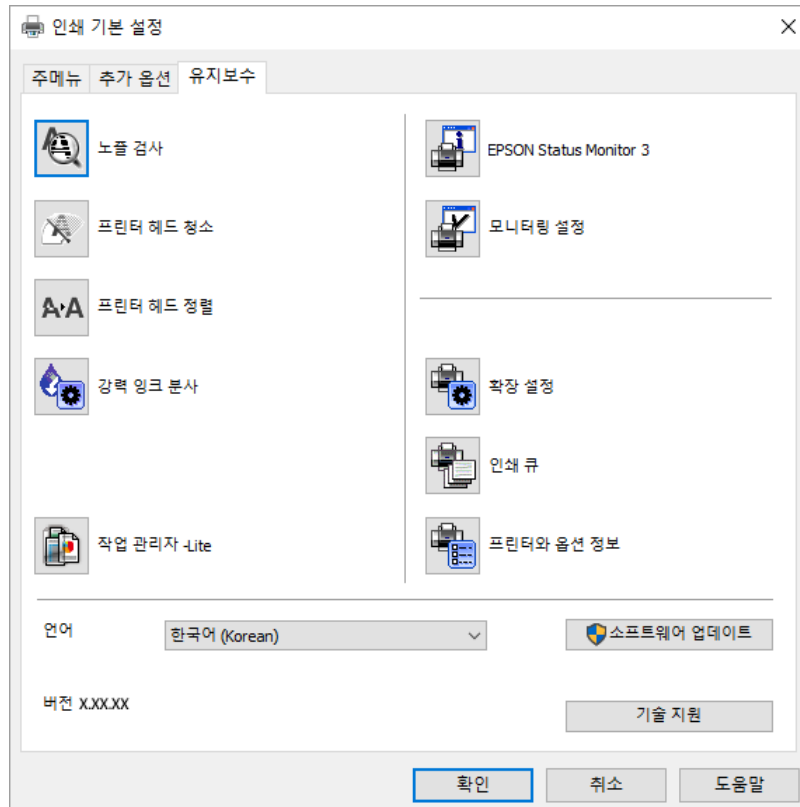 인쇄 기본 설정
주메뉴
추가 옵션
유지보수
노즐 검사
프린터 헤드 청소
프린터 헤드 정렬
강력 잉크 분사
작업 관리자 -Lite
EPSON Status Monitor 3
모니터링 설정
확장 설정
인쇄 큐
프린터와 옵션 정보
언어
한국어 (Korean)
소프트웨어 업데이트
버전 X.XX.XX
기술 지원
확인
취소
도움말